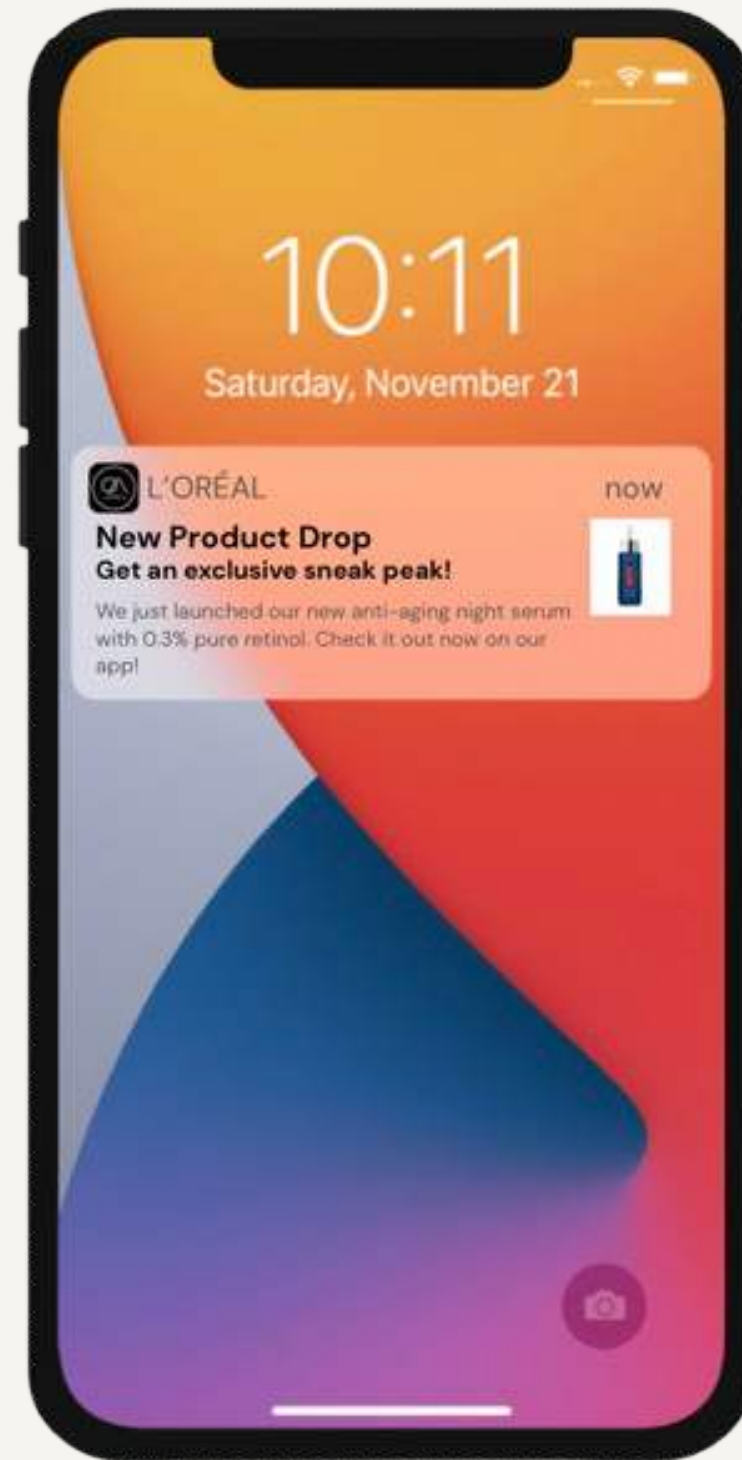 10:11
Saturday, November 21
L'ORÉAL
now
New Product Drop
Get an exclusive sneak peak!
We just launched our new anti-aging night serum
with 0.3% pure retinol. Check it out now on our
app!